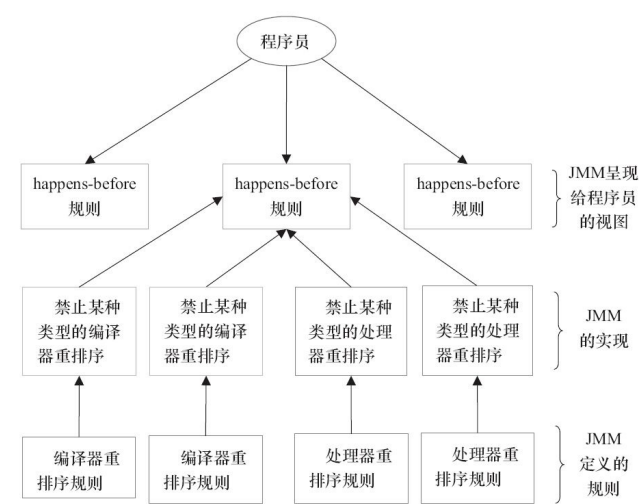 程序员
happens-before
规则
happens-before
规则
happens-before
规则
JMM呈现
给程序员
的视图
禁止某种
类型的编译
器重排序
禁止某种
类型的编译
器重排序
禁止某种
类型的处理
器重排序
禁止某种
类型的处理
器重排序
JMM
的实现
编译器重
排序规则
编译器重
排序规则
处理器重
排序规则
处理器重
排序规则
JMM
定义的
规则